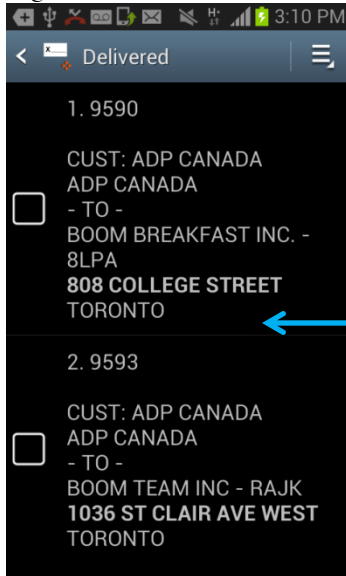 3:10 PM
Delivered
1. 9590
CUST: ADP CANADA
ADP CANADA
- TO -
BOOM BREAKFAST INC. -
8LPA
808 COLLEGE STREET
TORONTO
2. 9593
CUST: ADP CANADA
ADP CANADA
- TO -
BOOM TEAM INC - RAJK
1036 ST CLAIR AVE WEST
TORONTO